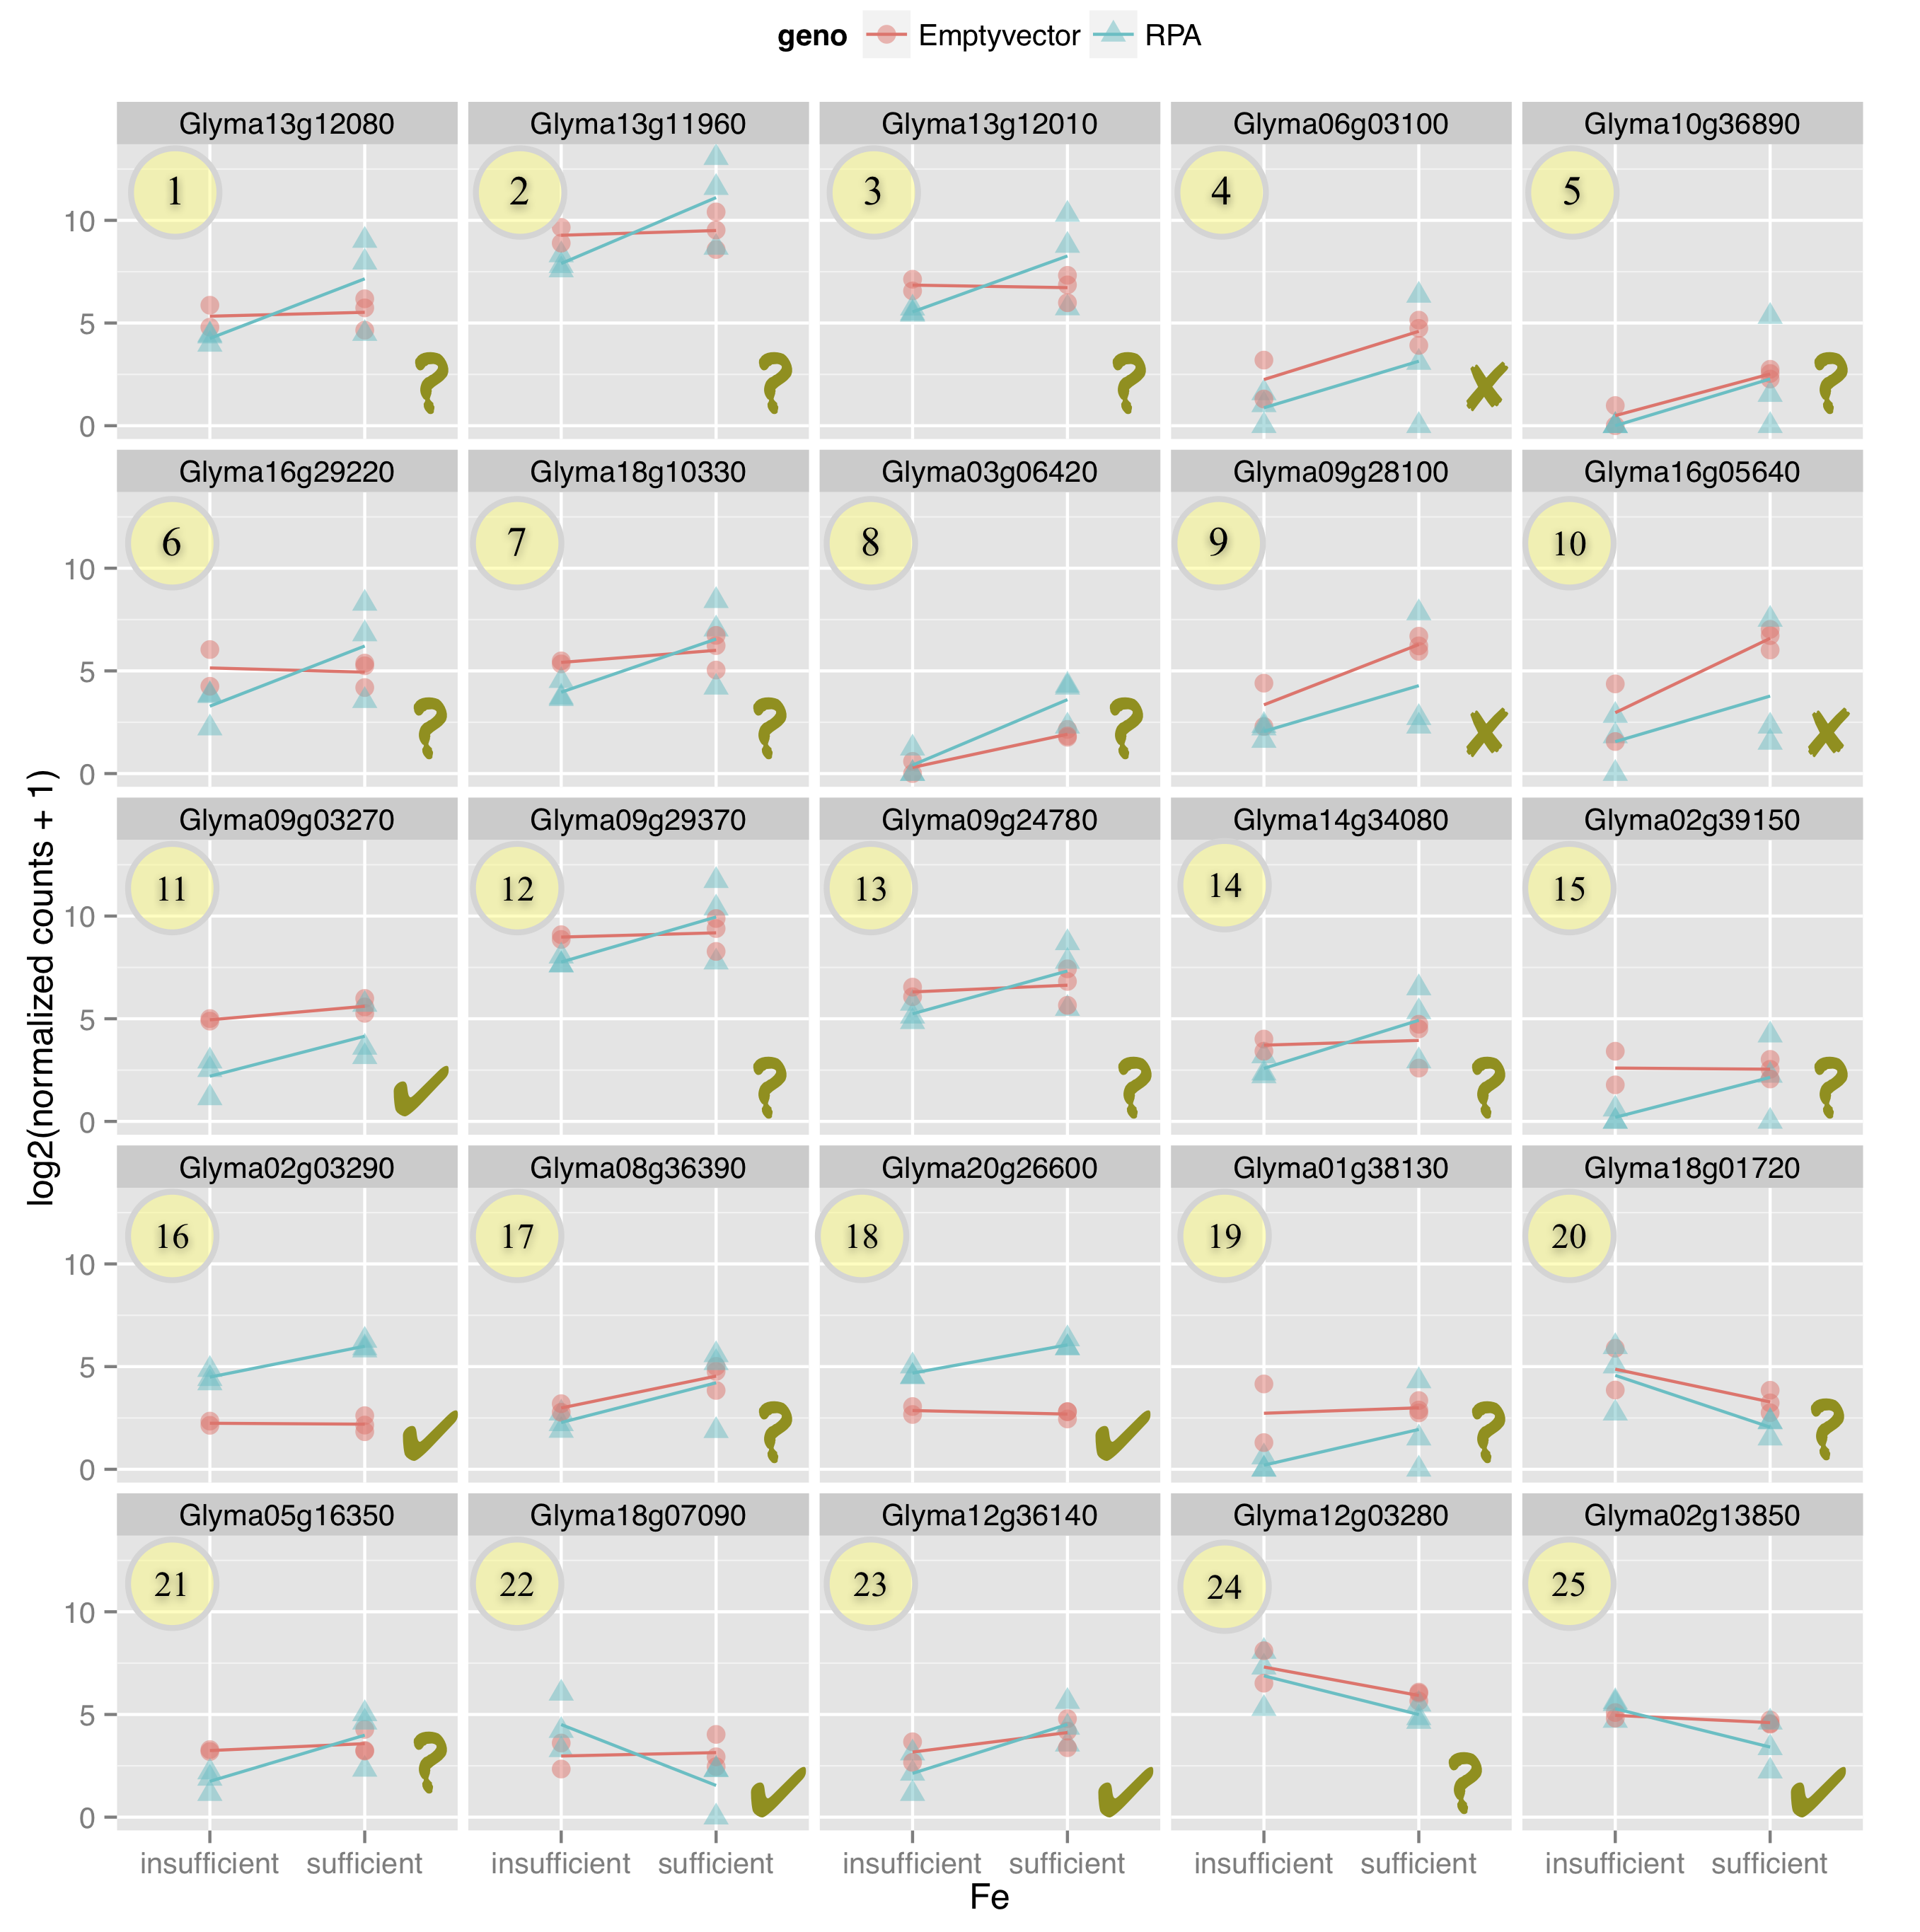 geno Emptyvector RPA
Glyma13g12080 Glyma13g11960 Glyma13g12010 Glyma06g03100 Glyma10g36890
1 2 3 4 5
10
5
? ? ? ✗ ?
0
Glyma16g29220 Glyma18g10330 Glyma03g06420 Glyma09g28100 Glyma16g05640
6 7 8 9 10
10
5
? ? ? ✗ ✗
0
log2(normalized counts + 1)
Glyma09g03270 Glyma09g29370 Glyma09g24780 Glyma14g34080 Glyma02g39150
11 12 13 14 15
10
5
✓ ? ? ? ?
0
Glyma02g03290 Glyma08g36390 Glyma20g26600 Glyma01g38130 Glyma18g01720
16 17 18 19 20
10
5
✓ ? ✓ ? ?
0
Glyma05g16350 Glyma18g07090 Glyma12g36140 Glyma12g03280 Glyma02g13850
21 22 23 24 25
10
5
? ✓ ✓ ? ✓
0
insufficient sufficient insufficient sufficient insufficient sufficient insufficient sufficient insufficient sufficient
Fe